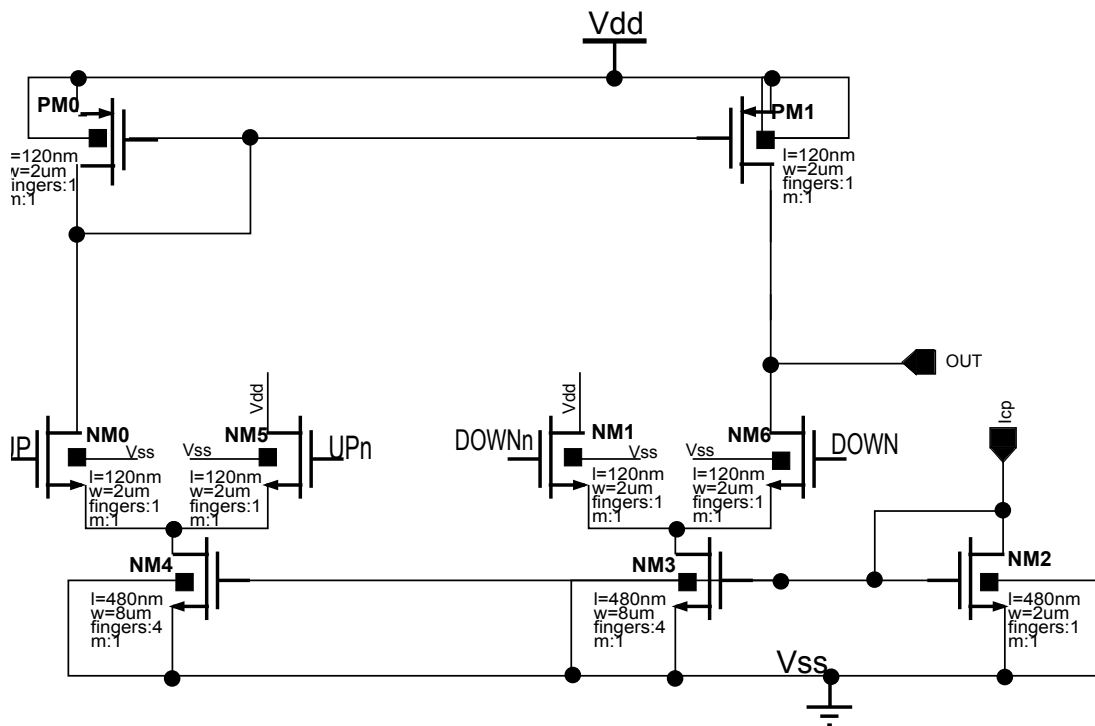 Vdd
PM0
l=120nm
w=2um
fingers:1
m:1
PM1
l=120nm
w=2um
fingers:1
m:1
OUT
Icp
UP
NM0
Vss
l=120nm
w=2um
fingers:1
m:1
Vdd
NM5
Vss
UPn
l=120nm
w=2um
fingers:1
m:1
DOWNn
Vdd
NM1
Vss
l=120nm
w=2um
fingers:1
m:1
NM6
Vss
DOWN
l=120nm
w=2um
fingers:1
m:1
NM4
l=480nm
w=8um
fingers:4
m:1
NM3
l=480nm
w=8um
fingers:4
m:1
NM2
l=480nm
w=2um
fingers:1
m:1
Vss